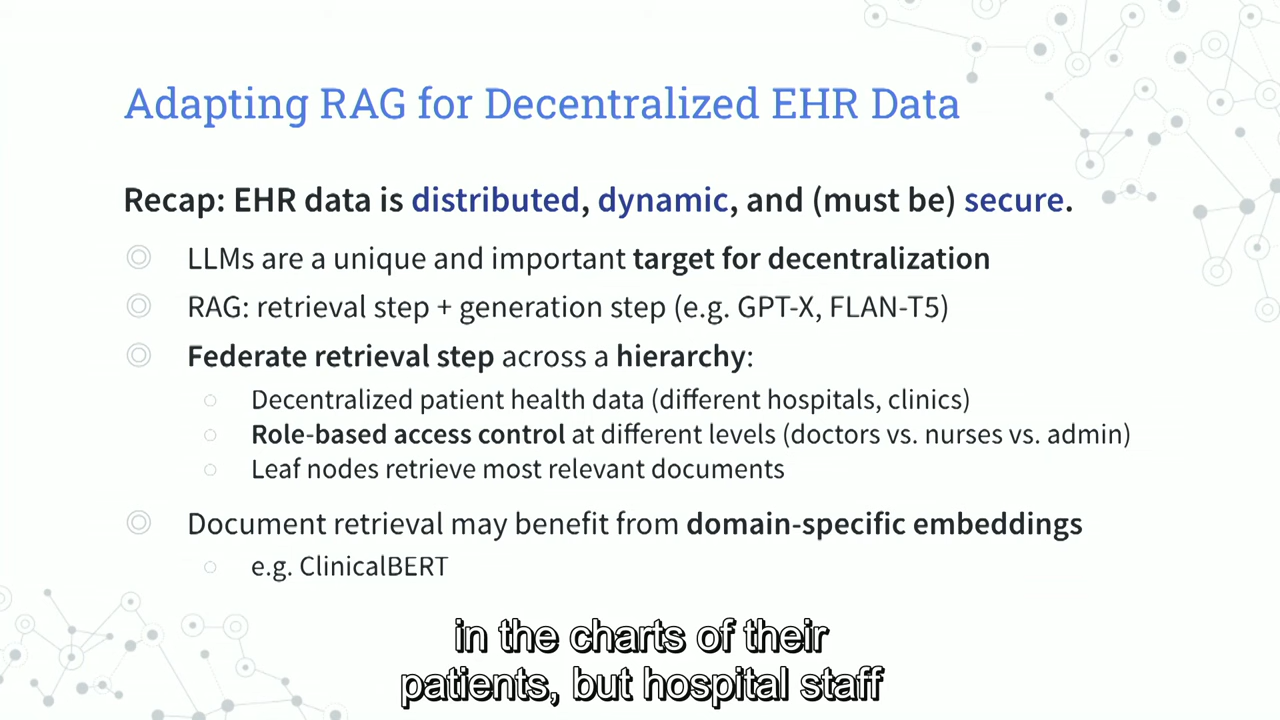 Adapting RAG for Decentralized EHR Data
Recap: EHR data is distributed, dynamic, and (must be) secure.
LLMs are a unique and important target for decentralization
RAG: retrieval step + generation step (e.g. GPT-X, FLAN-T5)
Federate retrieval step across a hierarchy:
Decentralized patient health data (different hospitals, clinics)
Role-based access control at different levels (doctors vs. nurses vs. admin)
Leaf nodes retrieve most relevant documents
Document retrieval may benefit from domain-specific embeddings
e.g. ClinicalBERT
in the charts of their
patients, but hospital staff